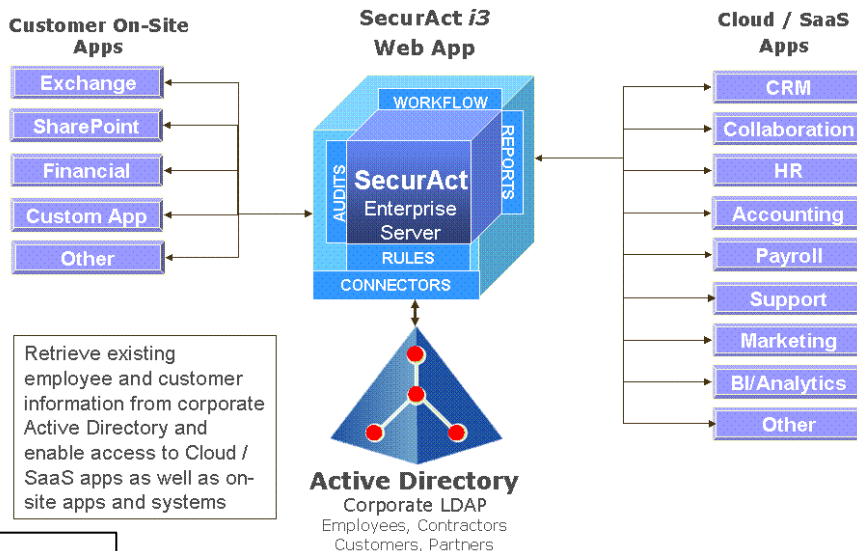 Customer On-Site
Apps
Exchange
SharePoint
Financial
Custom App
Other
SecurAct i3
Web App
WORKFLOW
REPORTS
AUDITS
SecurAct
Enterprise
Server
RULES
CONNECTORS
Cloud / SaaS
Apps
CRM
Collaboration
HR
Accounting
Payroll
Support
Marketing
BI/Analytics
Other
Retrieve existing
employee and customer
information from corporate
Active Directory and
enable access to Cloud /
SaaS apps as well as on-
site apps and systems
Active Directory
Corporate LDAP
Employees, Contractors
Customers, Partners